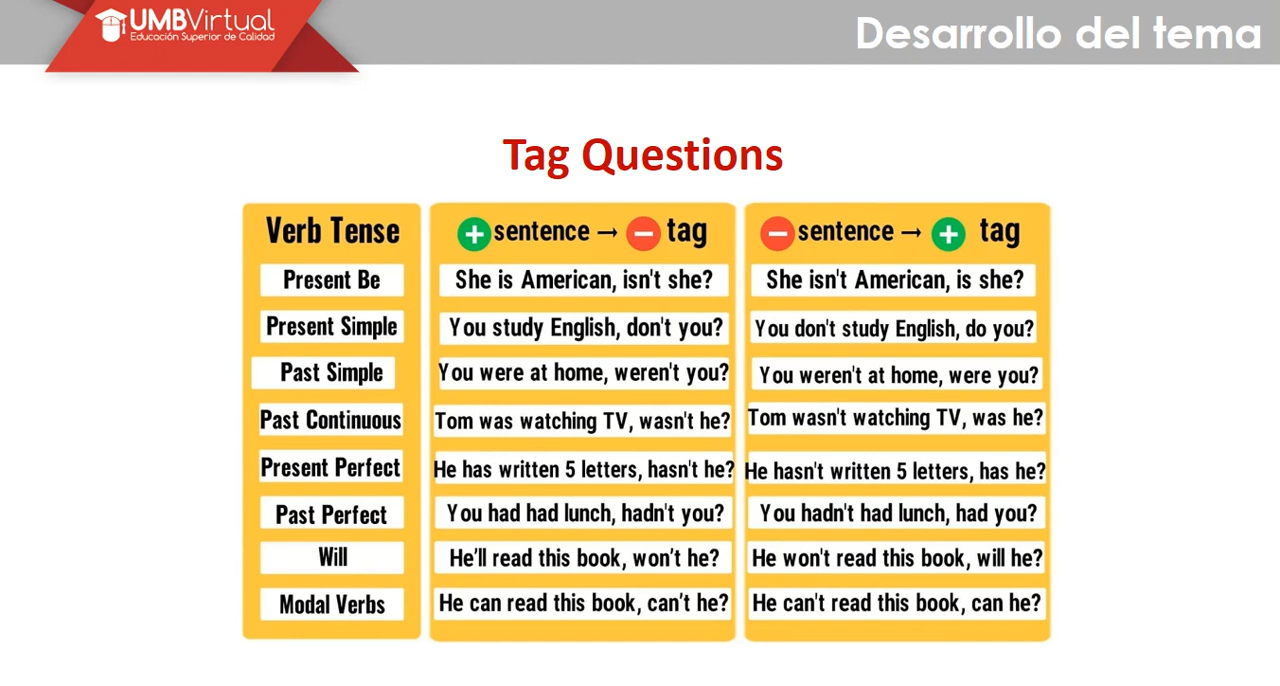 UMBVirtual
Educación Superior de Calidad
Desarrollo del tema
Tag Questions
Verb Tense
+ sentence → − tag
− sentence → + tag
Present Be
She is American, isn't she?
She isn't American, is she?
Present Simple
You study English, don't you?
You don't study English, do you?
Past Simple
You were at home, weren't you?
You weren't at home, were you?
Past Continuous
Tom was watching TV, wasn't he?
Tom wasn't watching TV, was he?
Present Perfect
He has written 5 letters, hasn't he?
He hasn't written 5 letters, has he?
Past Perfect
You had had lunch, hadn't you?
You hadn't had lunch, had you?
Will
He'll read this book, won't he?
He won't read this book, will he?
Modal Verbs
He can read this book, can't he?
He can't read this book, can he?